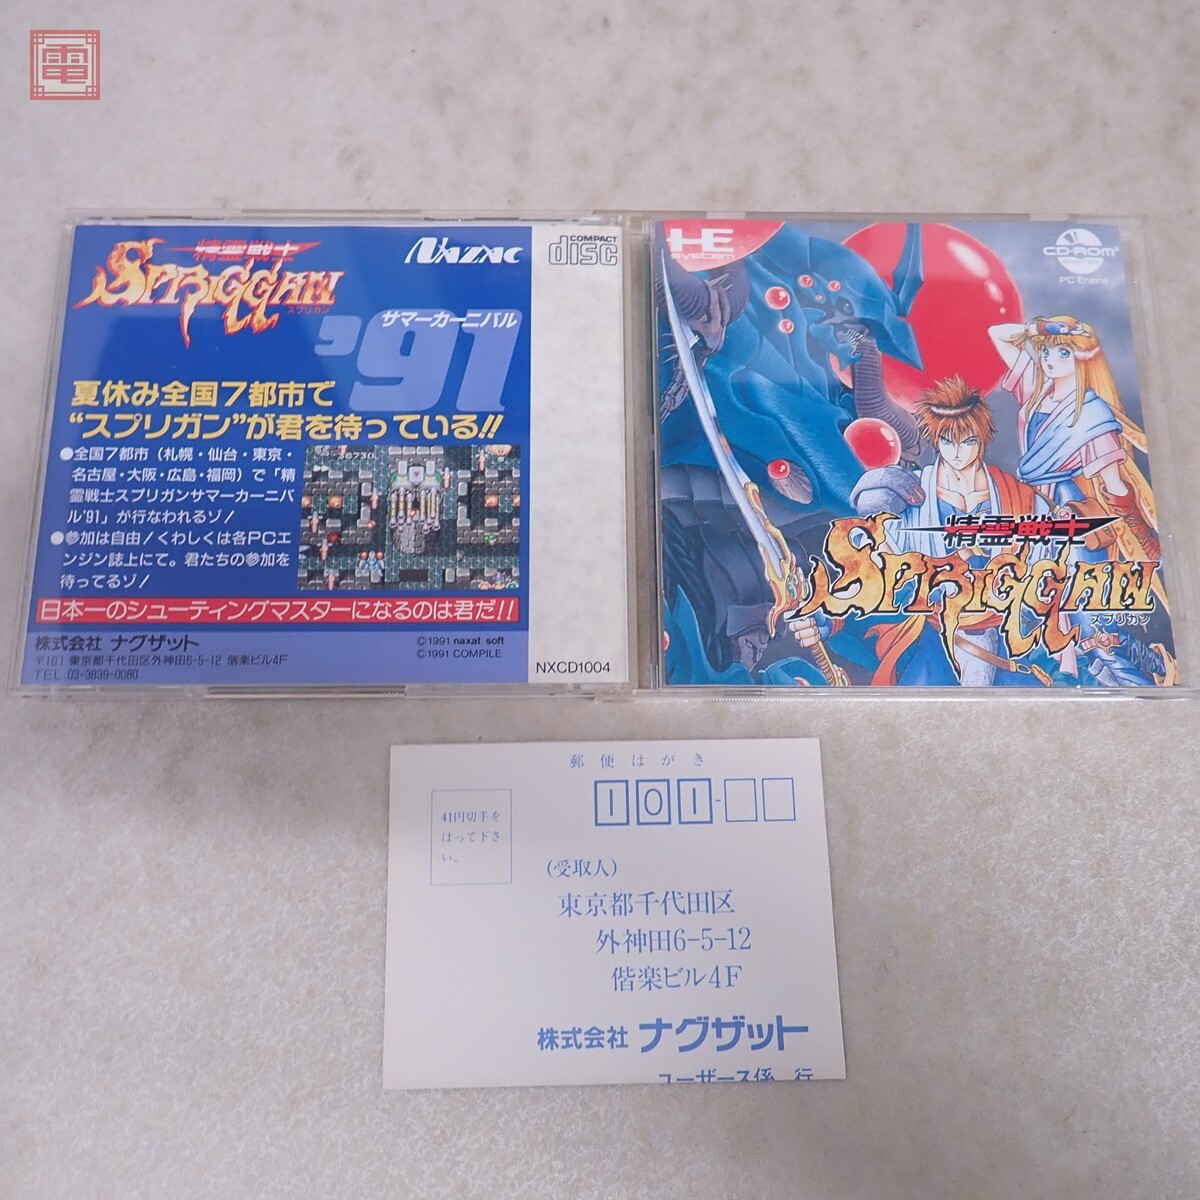 電
精霊戦士
SPRIGGAN
スプリガン
NAZAC
COMPACT
disc
サマーカーニバル
'91
夏休み全国7都市で
“スプリガン”が君を待っている!!
●全国7都市(札幌・仙台・東京・
名古屋・大阪・広島・福岡)で「精
霊戦士スプリガンサマーカーニバ
ル'91」が行なわれるゾ!
●参加は自由!くわしくは各PCエ
ンジン誌上にて。君たちの参加を
待ってるゾ!
日本一のシューティングマスターになるのは君だ!!
株式会社 ナグザット
〒101 東京都千代田区外神田6-5-12 偕楽ビル4F
TEL.03-3839-0080
©1991 naxat soft
©1991 COMPILE
NXCD1004
HE
system
CD-ROM²
PC Engine
精霊戦士
SPRIGGAN
スプリガン
郵便はがき
101-
41円切手を
はって下さ
い。
(受取人)
東京都千代田区
外神田6-5-12
偕楽ビル4F
株式会社 ナグザット
ユーザース係 行